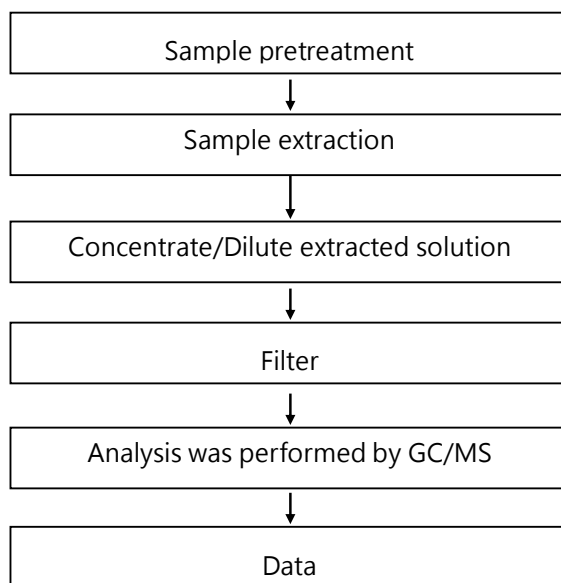 Sample pretreatment
Sample extraction
Concentrate/Dilute extracted solution
Filter
Analysis was performed by GC/MS
Data